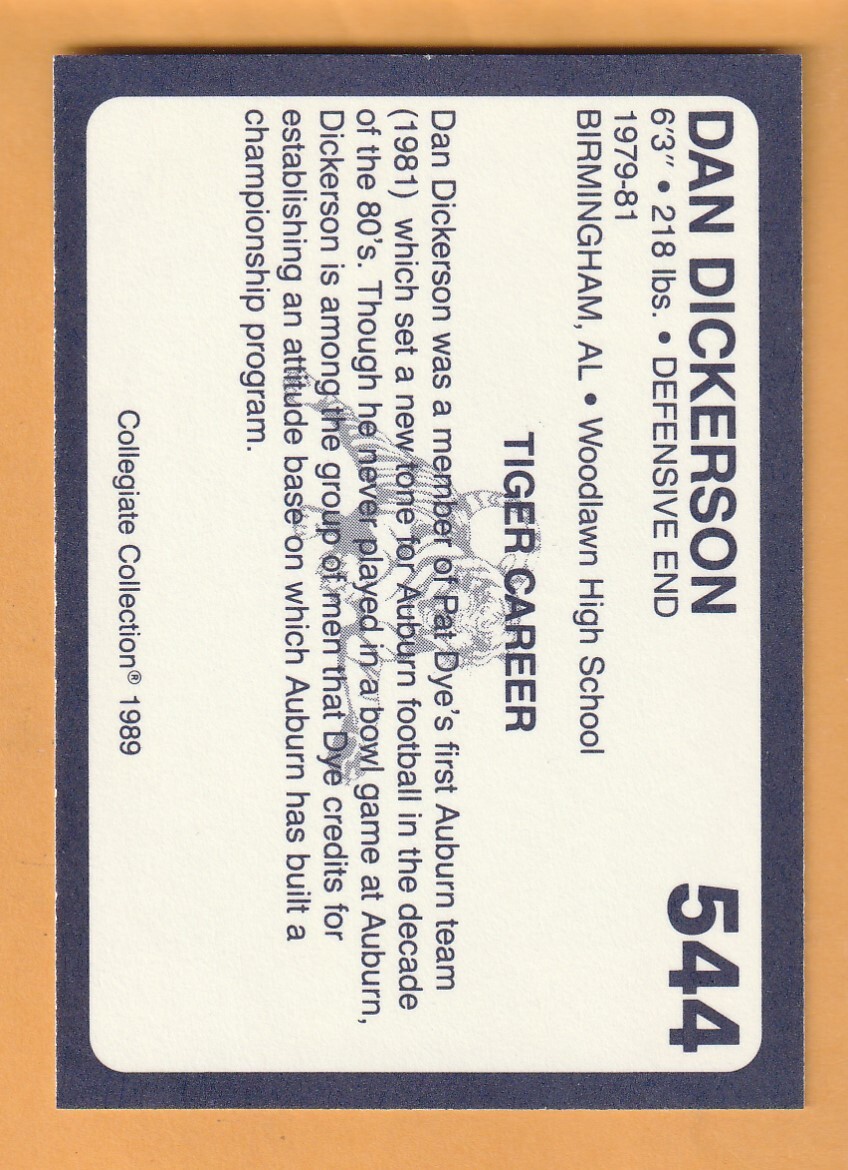 DAN DICKERSON 544
6'3" • 218 lbs. • DEFENSIVE END
1979-81
BIRMINGHAM, AL • Woodlawn High School
TIGER CAREER
Dan Dickerson was a member of Pat Dye's first Auburn team
(1981) which set a new tone for Auburn football in the decade
of the 80's. Though he never played in a bowl game at Auburn,
Dickerson is among the group of men that Dye credits for
establishing an attitude base on which Auburn has built a
championship program.
Collegiate Collection® 1989